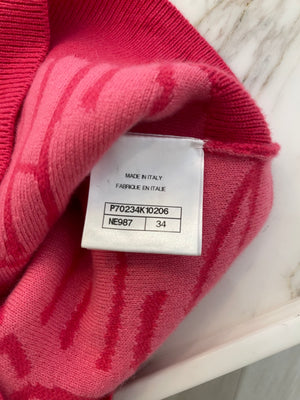 MADE IN ITALY
FABRIQUE EN ITALIE
P70234K10206
NE987 34